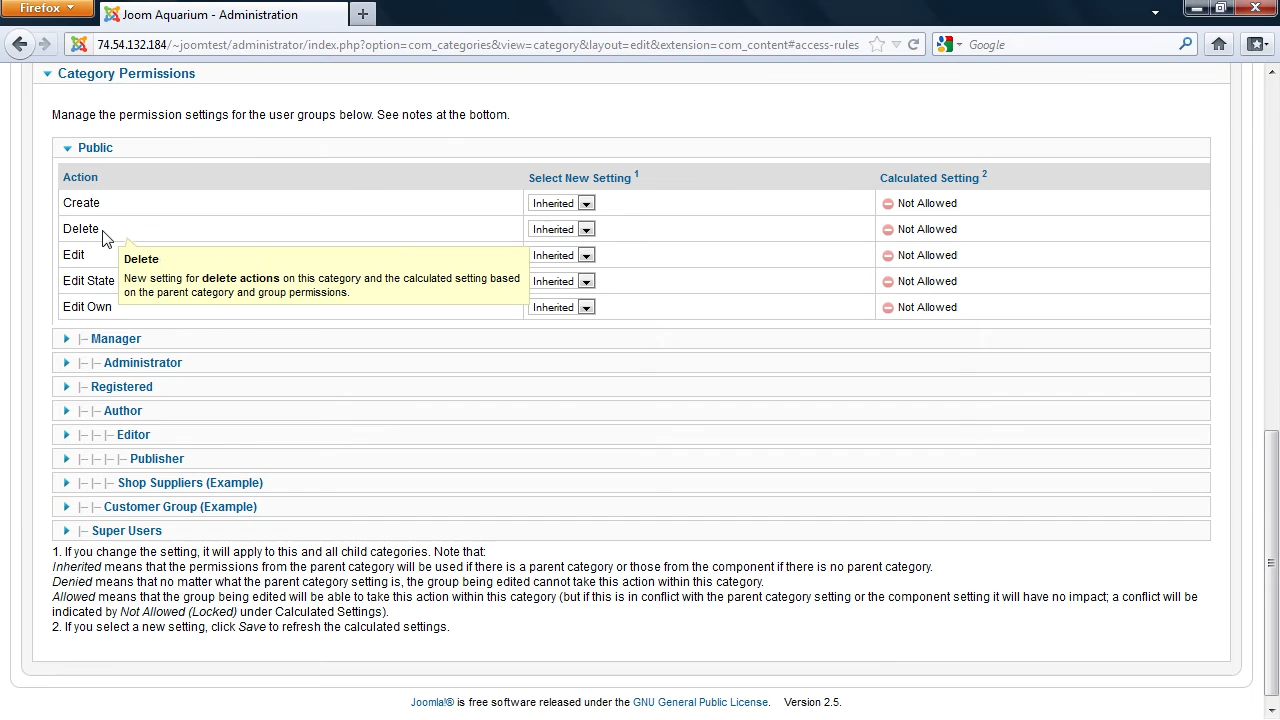 Firefox
Joom Aquarium - Administration
74.54.132.184/~joomtest/administrator/index.php?option=com_categories&view=category&layout=edit&extension=com_content#access-rules
Google
Category Permissions
Manage the permission settings for the user groups below. See notes at the bottom.
Public
Action Select New Setting 1 Calculated Setting 2
Create Inherited Not Allowed
Delete Inherited Not Allowed
Edit Inherited Not Allowed
Edit State Inherited Not Allowed
Edit Own Inherited Not Allowed
Delete
New setting for delete actions on this category and the calculated setting based
on the parent category and group permissions.
|– Manager
|– |– Administrator
|– Registered
|– |– Author
|– |– |– Editor
|– |– |– |– Publisher
|– |– |– Shop Suppliers (Example)
|– |– Customer Group (Example)
|– Super Users
1. If you change the setting, it will apply to this and all child categories. Note that:
Inherited means that the permissions from the parent category will be used if there is a parent category or those from the component if there is no parent category.
Denied means that no matter what the parent category setting is, the group being edited cannot take this action within this category.
Allowed means that the group being edited will be able to take this action within this category (but if this is in conflict with the parent category setting or the component setting it will have no impact; a conflict will be
indicated by Not Allowed (Locked) under Calculated Settings).
2. If you select a new setting, click Save to refresh the calculated settings.
Joomla!® is free software released under the GNU General Public License. Version 2.5.